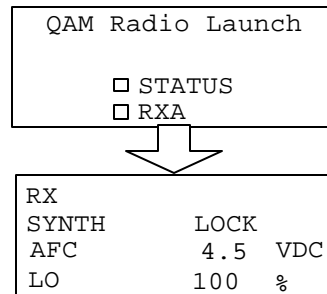 QAM Radio Launch
STATUS
RXA
RX
SYNTH LOCK
AFC 4.5 VDC
LO 100 %